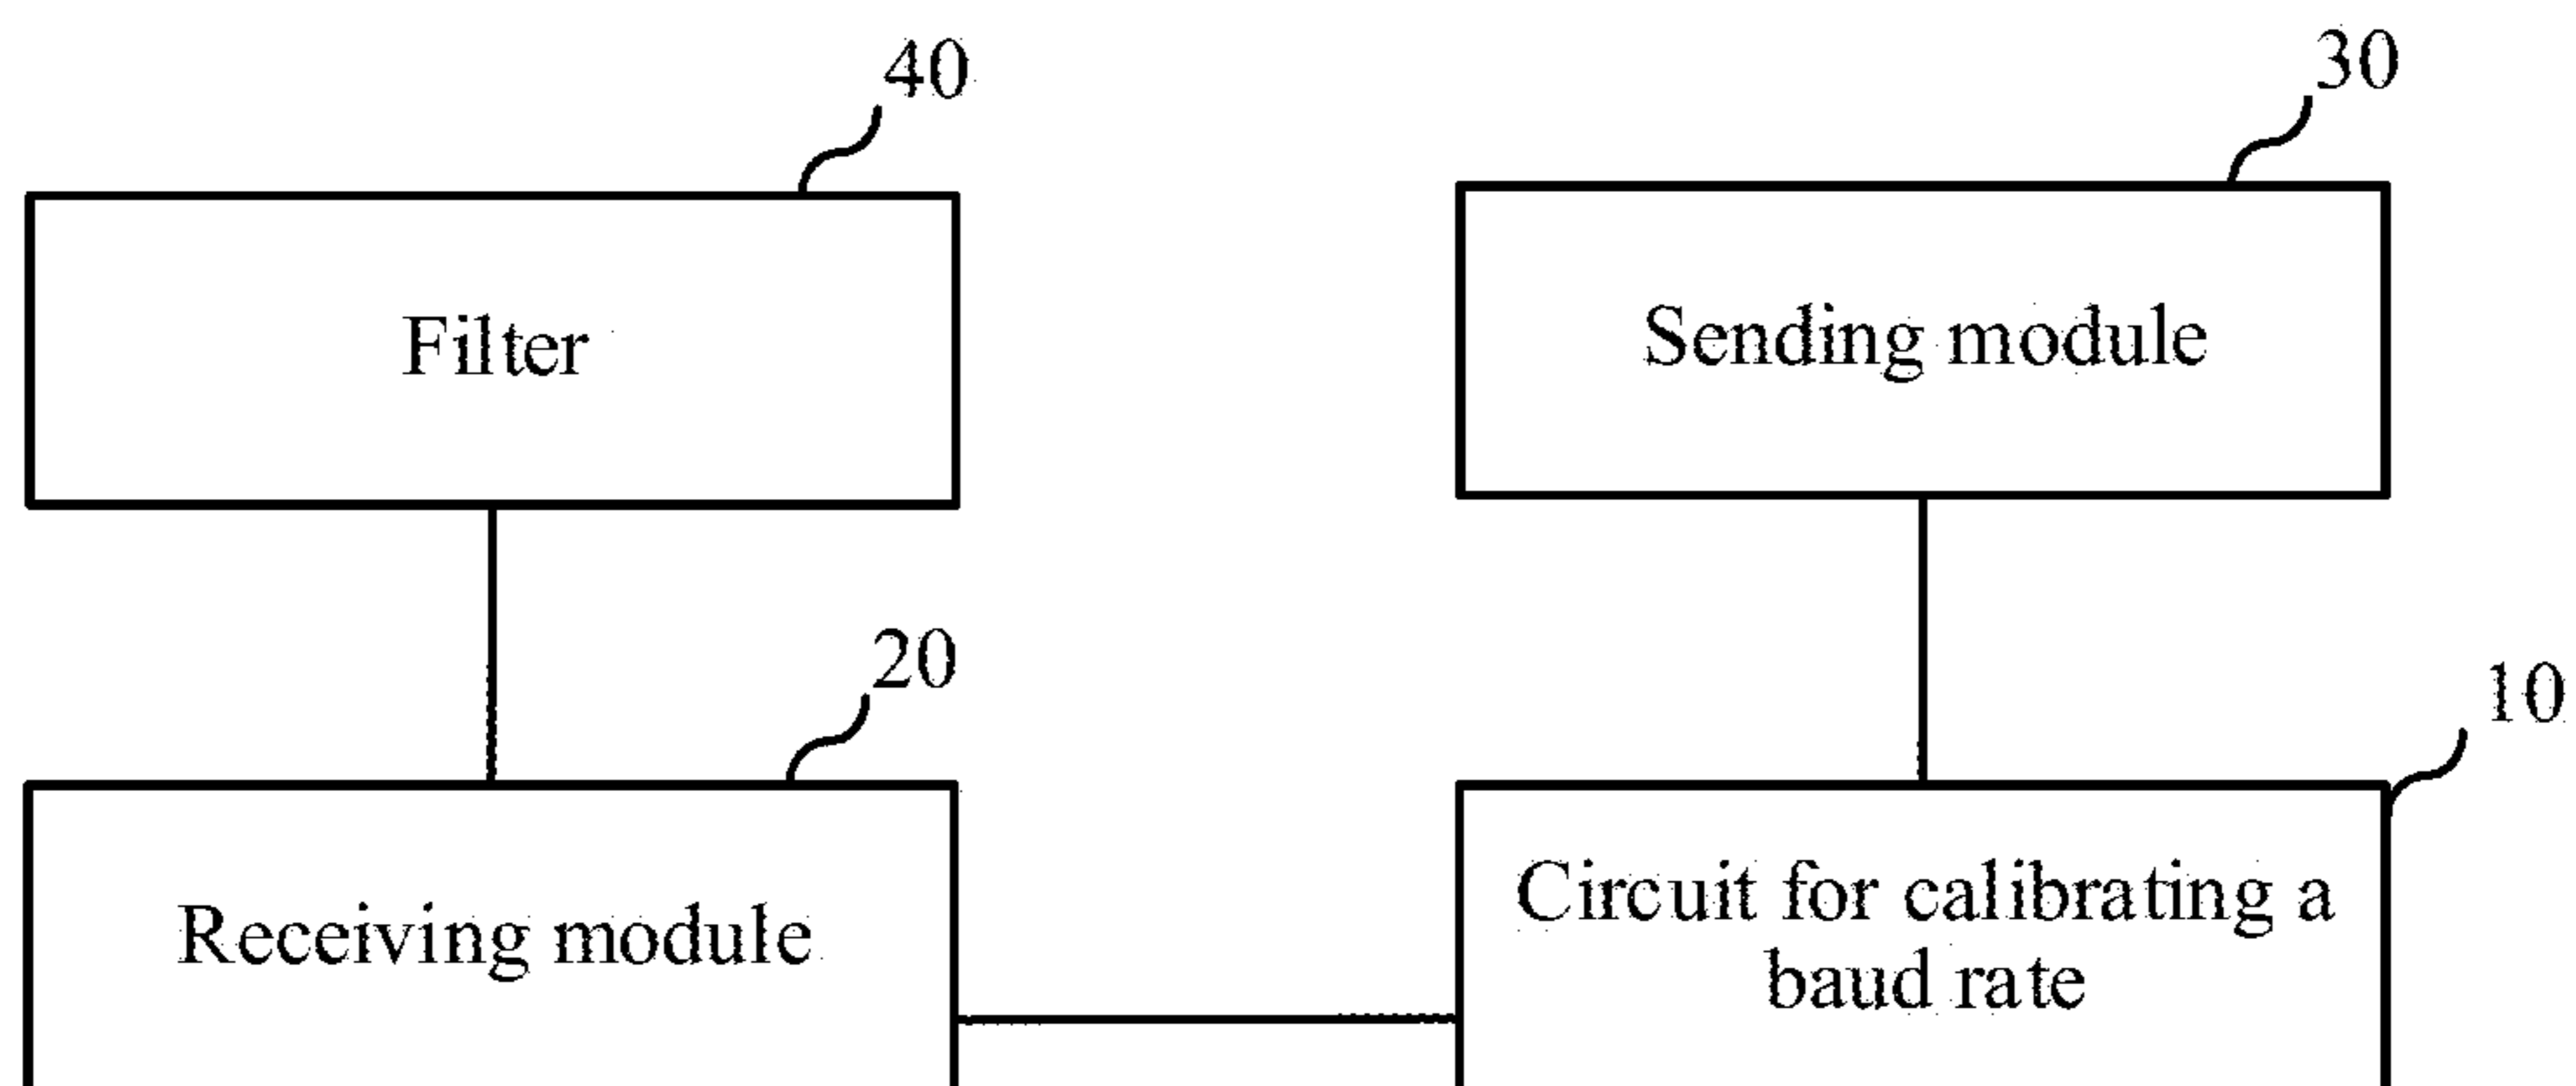 40
30
Filter
Sending module
20
10
Receiving module
Circuit for calibrating a
baud rate